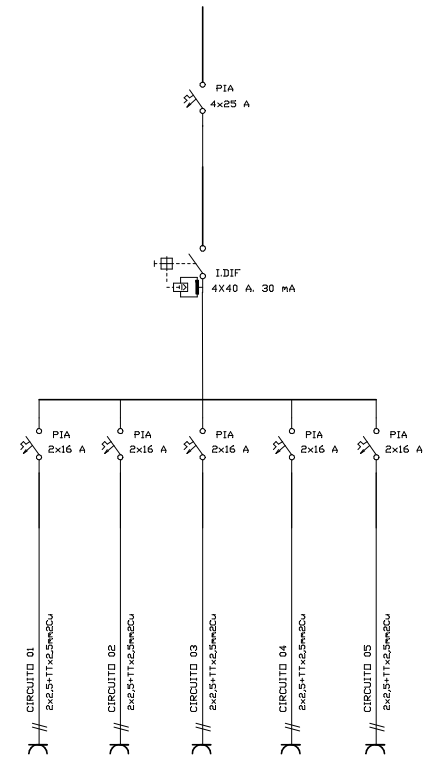 PIA
4x25 A
I.DIF
4X40 A. 30 mA
PIA
2x16 A
PIA
2x16 A
PIA
2x16 A
PIA
2x16 A
PIA
2x16 A
CIRCUITO 01
2x2,5+TTx2,5mm2Cu
CIRCUITO 02
2x2,5+TTx2,5mm2Cu
CIRCUITO 03
2x2,5+TTx2,5mm2Cu
CIRCUITO 04
2x2,5+TTx2,5mm2Cu
CIRCUITO 05
2x2,5+TTx2,5mm2Cu